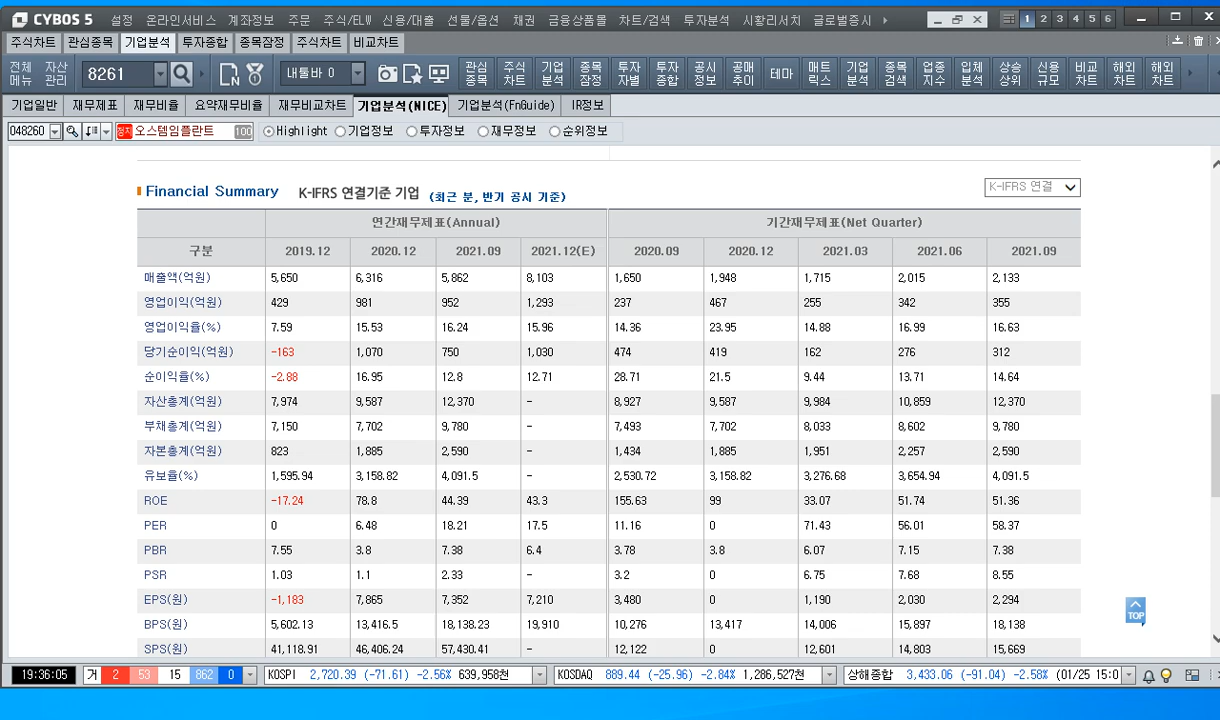 CYBOS 5 설정 온라인서비스 계좌정보 주문 주식/ELW 신용/대출 선물/옵션 채권 금융상품몰 차트/검색 투자분석 시황리서치 글로벌증시 1 2 3 4 5 6
주식차트 관심종목 기업분석 투자종합 종목잠정 주식차트 비교차트
전체메뉴 자산관리 8261 내툴바 0 관심종목 주식차트 기업분석 종목잠정 투자자별 투자종합 공시정보 공매추이 테마 매트릭스 기업분석 종목검색 업종지수 입체분석 상승상위 신용규모 비교차트 해외차트 해외차트
기업일반 재무제표 재무비율 요약재무비율 재무비교차트 기업분석(NICE) 기업분석(FnGuide) IR정보
048260 정지 오스템임플란트 100 Highlight 기업정보 투자정보 재무정보 순위정보
Financial Summary K-IFRS 연결기준 기업 (최근 분, 반기 공시 기준) K-IFRS 연결
연간재무제표(Annual) 기간재무제표(Net Quarter)
구분 2019.12 2020.12 2021.09 2021.12(E) 2020.09 2020.12 2021.03 2021.06 2021.09
매출액(억원) 5,650 6,316 5,862 8,103 1,650 1,948 1,715 2,015 2,133
영업이익(억원) 429 981 952 1,293 237 467 255 342 355
영업이익률(%) 7.59 15.53 16.24 15.96 14.36 23.95 14.88 16.99 16.63
당기순이익(억원) -163 1,070 750 1,030 474 419 162 276 312
순이익률(%) -2.88 16.95 12.8 12.71 28.71 21.5 9.44 13.71 14.64
자산총계(억원) 7,974 9,587 12,370 - 8,927 9,587 9,984 10,859 12,370
부채총계(억원) 7,150 7,702 9,780 - 7,493 7,702 8,033 8,602 9,780
자본총계(억원) 823 1,885 2,590 - 1,434 1,885 1,951 2,257 2,590
유보율(%) 1,595.94 3,158.82 4,091.5 - 2,530.72 3,158.82 3,276.68 3,654.94 4,091.5
ROE -17.24 78.8 44.39 43.3 155.63 99 33.07 51.74 51.36
PER 0 6.48 18.21 17.5 11.16 0 71.43 56.01 58.37
PBR 7.55 3.8 7.38 6.4 3.78 3.8 6.07 7.15 7.38
PSR 1.03 1.1 2.33 - 3.2 0 6.75 7.68 8.55
EPS(원) -1,183 7,865 7,352 7,210 3,480 0 1,190 2,030 2,294
BPS(원) 5,602.13 13,416.5 18,138.23 19,910 10,276 13,417 14,006 15,897 18,138
SPS(원) 41,118.91 46,406.24 57,430.41 - 12,122 0 12,601 14,803 15,669
TOP
19:36:05 거 2 53 15 862 0 KOSPI 2,720.39 (-71.61) -2.56% 639,958천 KOSDAQ 889.44 (-25.96) -2.84% 1,286,527천 상해종합 3,433.06 (-91.04) -2.58% (01/25 15:0